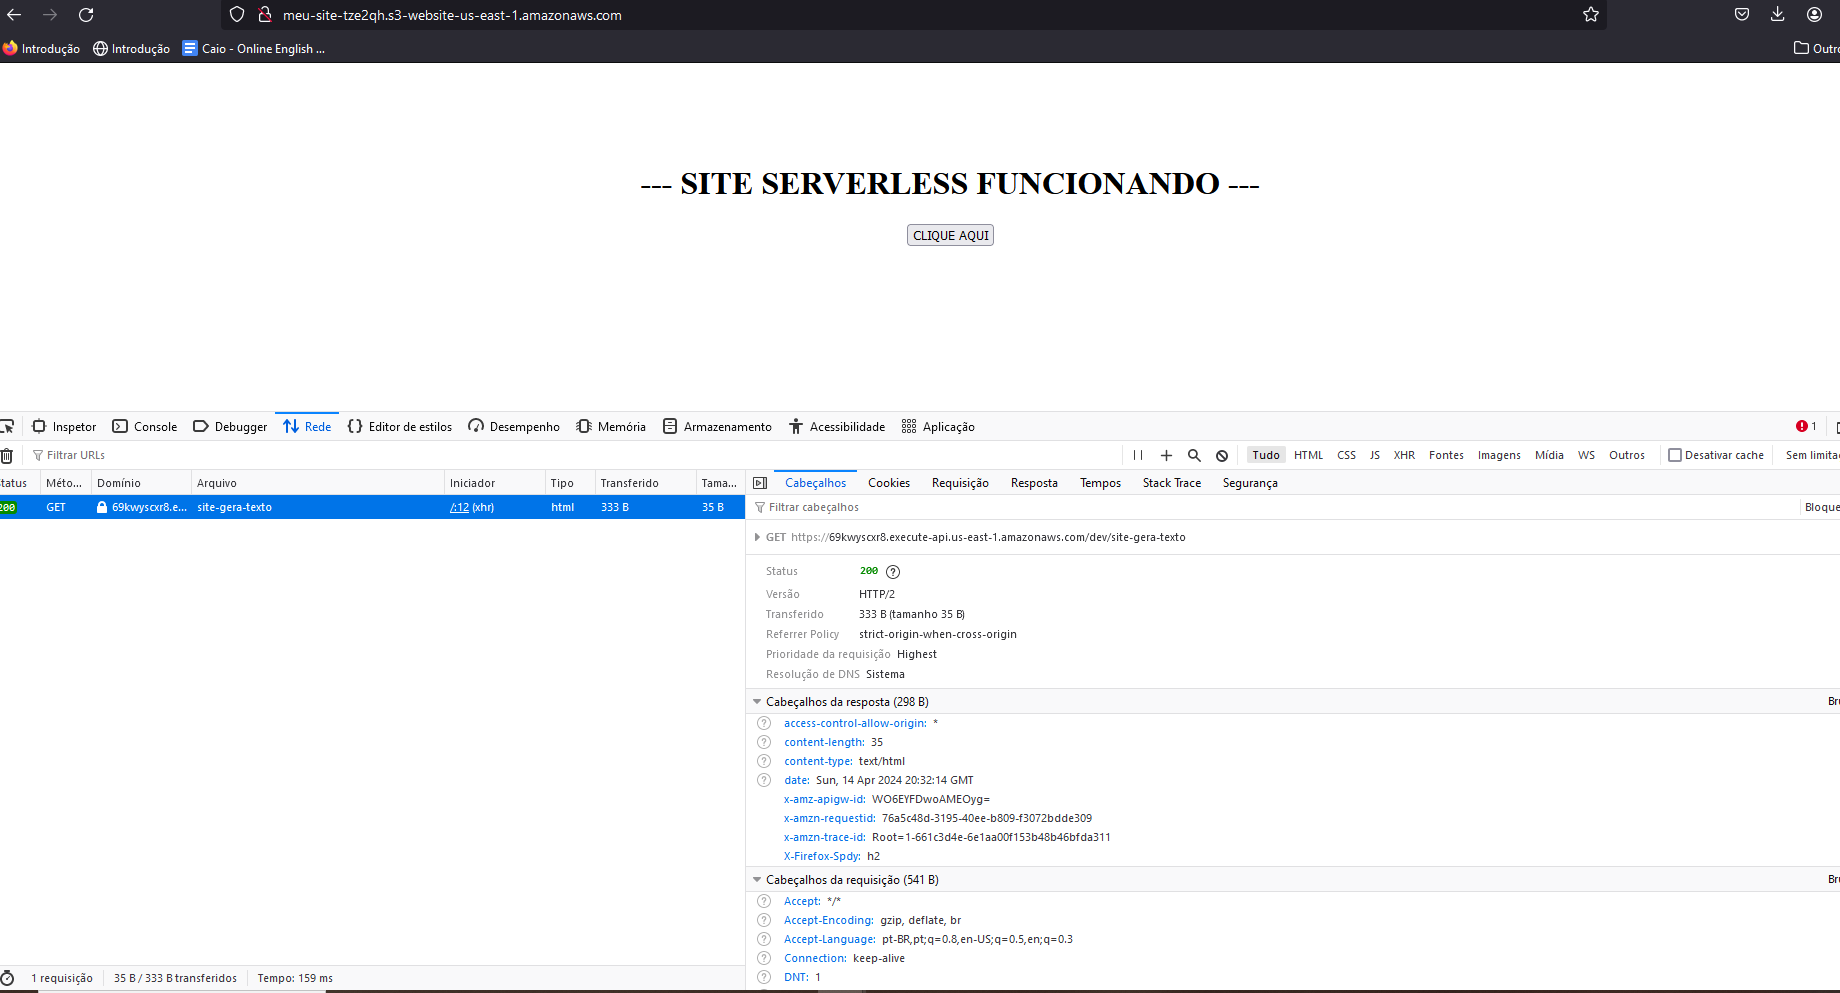 meu-site-tze2qh.s3-website-us-east-1.amazonaws.com
Introdução Introdução Caio - Online English ... Outro
--- SITE SERVERLESS FUNCIONANDO ---
CLIQUE AQUI
Inspetor Console Debugger Rede Editor de estilos Desempenho Memória Armazenamento Acessibilidade Aplicação 1
Filtrar URLs Tudo HTML CSS JS XHR Fontes Imagens Mídia WS Outros Desativar cache Sem limita
Status Méto... Domínio Arquivo Iniciador Tipo Transferido Tama... Cabeçalhos Cookies Requisição Resposta Tempos Stack Trace Segurança
200 GET 69kwyscxr8.e... site-gera-texto /:12 (xhr) html 333 B 35 B Filtrar cabeçalhos Bloque
GET https://69kwyscxr8.execute-api.us-east-1.amazonaws.com/dev/site-gera-texto
Status 200
Versão HTTP/2
Transferido 333 B (tamanho 35 B)
Referrer Policy strict-origin-when-cross-origin
Prioridade da requisição Highest
Resolução de DNS Sistema
Cabeçalhos da resposta (298 B) Bru
access-control-allow-origin: *
content-length: 35
content-type: text/html
date: Sun, 14 Apr 2024 20:32:14 GMT
x-amz-apigw-id: WO6EYFDwoAMEOyg=
x-amzn-requestid: 76a5c48d-3195-40ee-b809-f3072bdde309
x-amzn-trace-id: Root=1-661c3d4e-6e1aa00f153b48b46bfda311
X-Firefox-Spdy: h2
Cabeçalhos da requisição (541 B) Bru
Accept: */*
Accept-Encoding: gzip, deflate, br
Accept-Language: pt-BR,pt;q=0.8,en-US;q=0.5,en;q=0.3
Connection: keep-alive
DNT: 1
1 requisição 35 B / 333 B transferidos Tempo: 159 ms